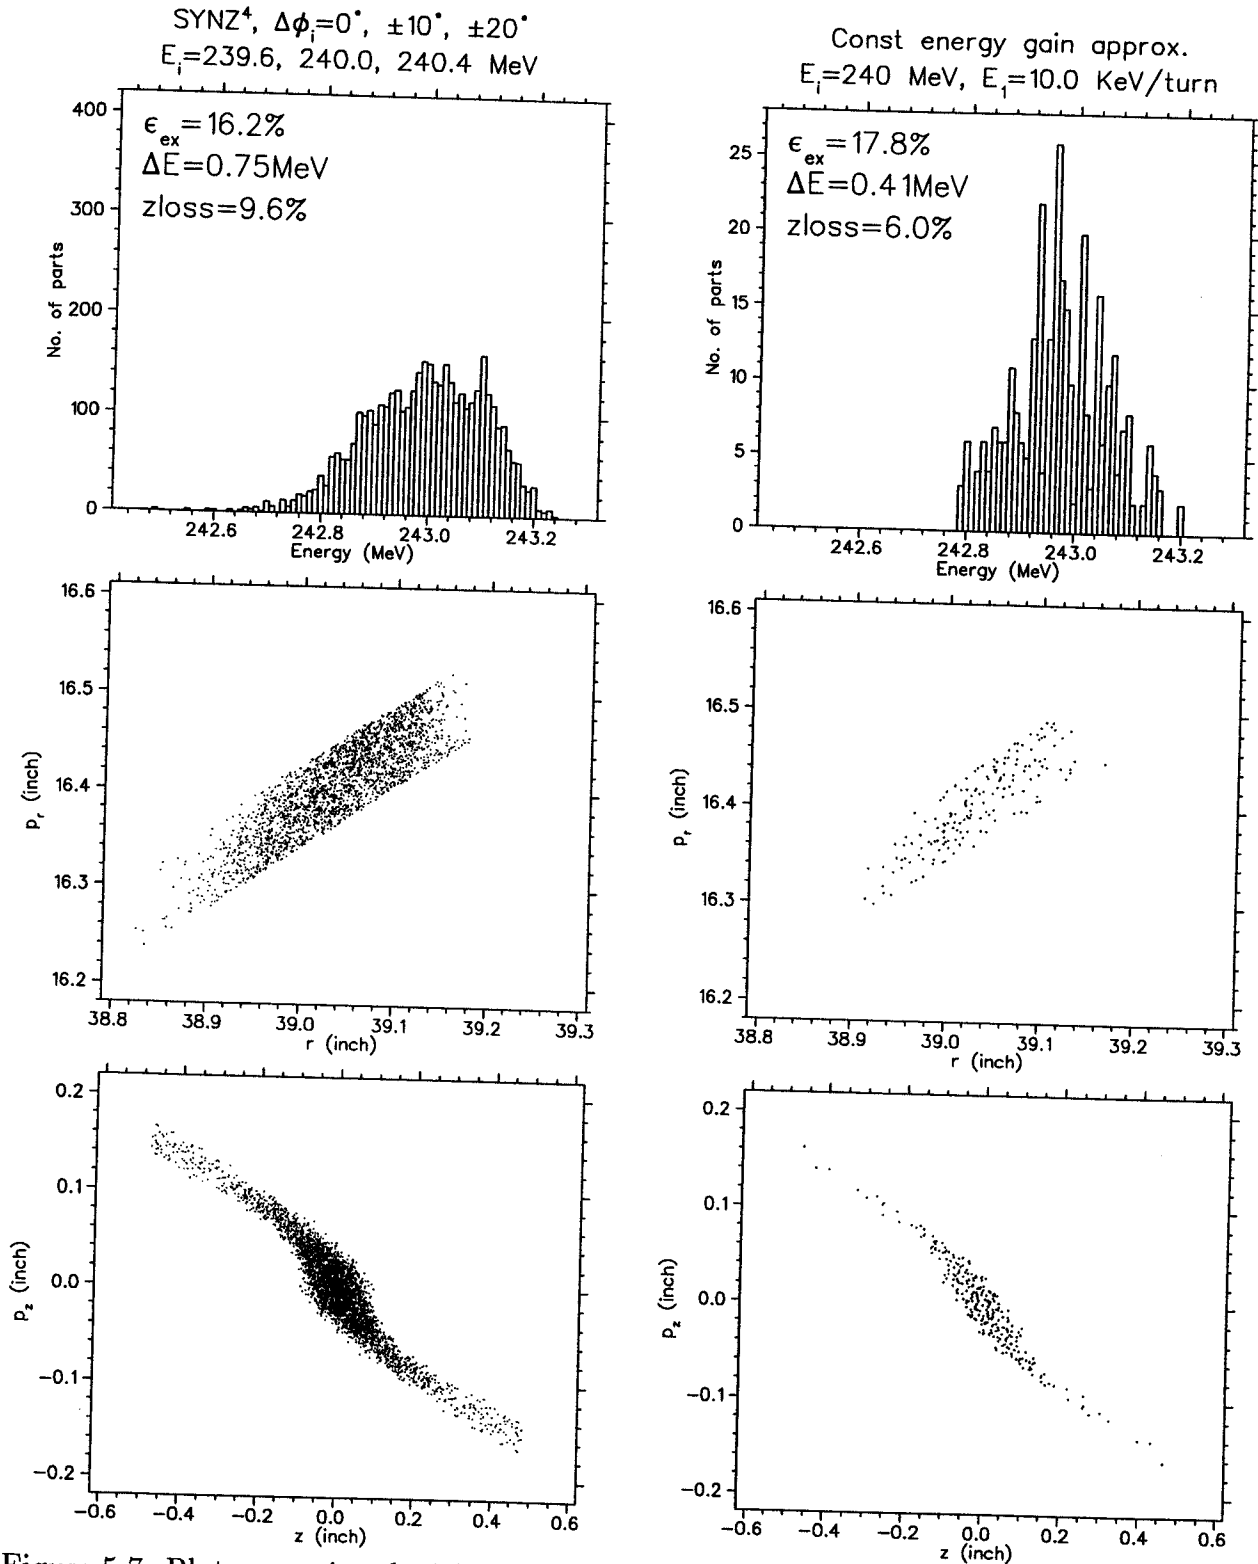 SYNZ⁴, Δϕᵢ=0°, ±10°, ±20°
Eᵢ=239.6, 240.0, 240.4 MeV
400
300
200
100
0
No. of parts
ϵex=16.2%
ΔE=0.75MeV
zloss=9.6%
242.6 242.8 243.0 243.2
Energy (MeV)
Const energy gain approx.
Eᵢ=240 MeV, E₁=10.0 KeV/turn
25
20
15
10
5
0
No. of parts
ϵex=17.8%
ΔE=0.41MeV
zloss=6.0%
242.6 242.8 243.0 243.2
Energy (MeV)
16.6
16.5
16.4
16.3
16.2
pᵣ (inch)
38.8 38.9 39.0 39.1 39.2 39.3
r (inch)
16.6
16.5
16.4
16.3
16.2
pᵣ (inch)
38.8 38.9 39.0 39.1 39.2 39.3
r (inch)
0.2
0.1
0.0
−0.1
−0.2
p_z (inch)
−0.6 −0.4 −0.2 0.0 0.2 0.4 0.6
z (inch)
0.2
0.1
0.0
−0.1
−0.2
p_z (inch)
−0.6 −0.4 −0.2 0.0 0.2 0.4 0.6
z (inch)
Figure 5.7